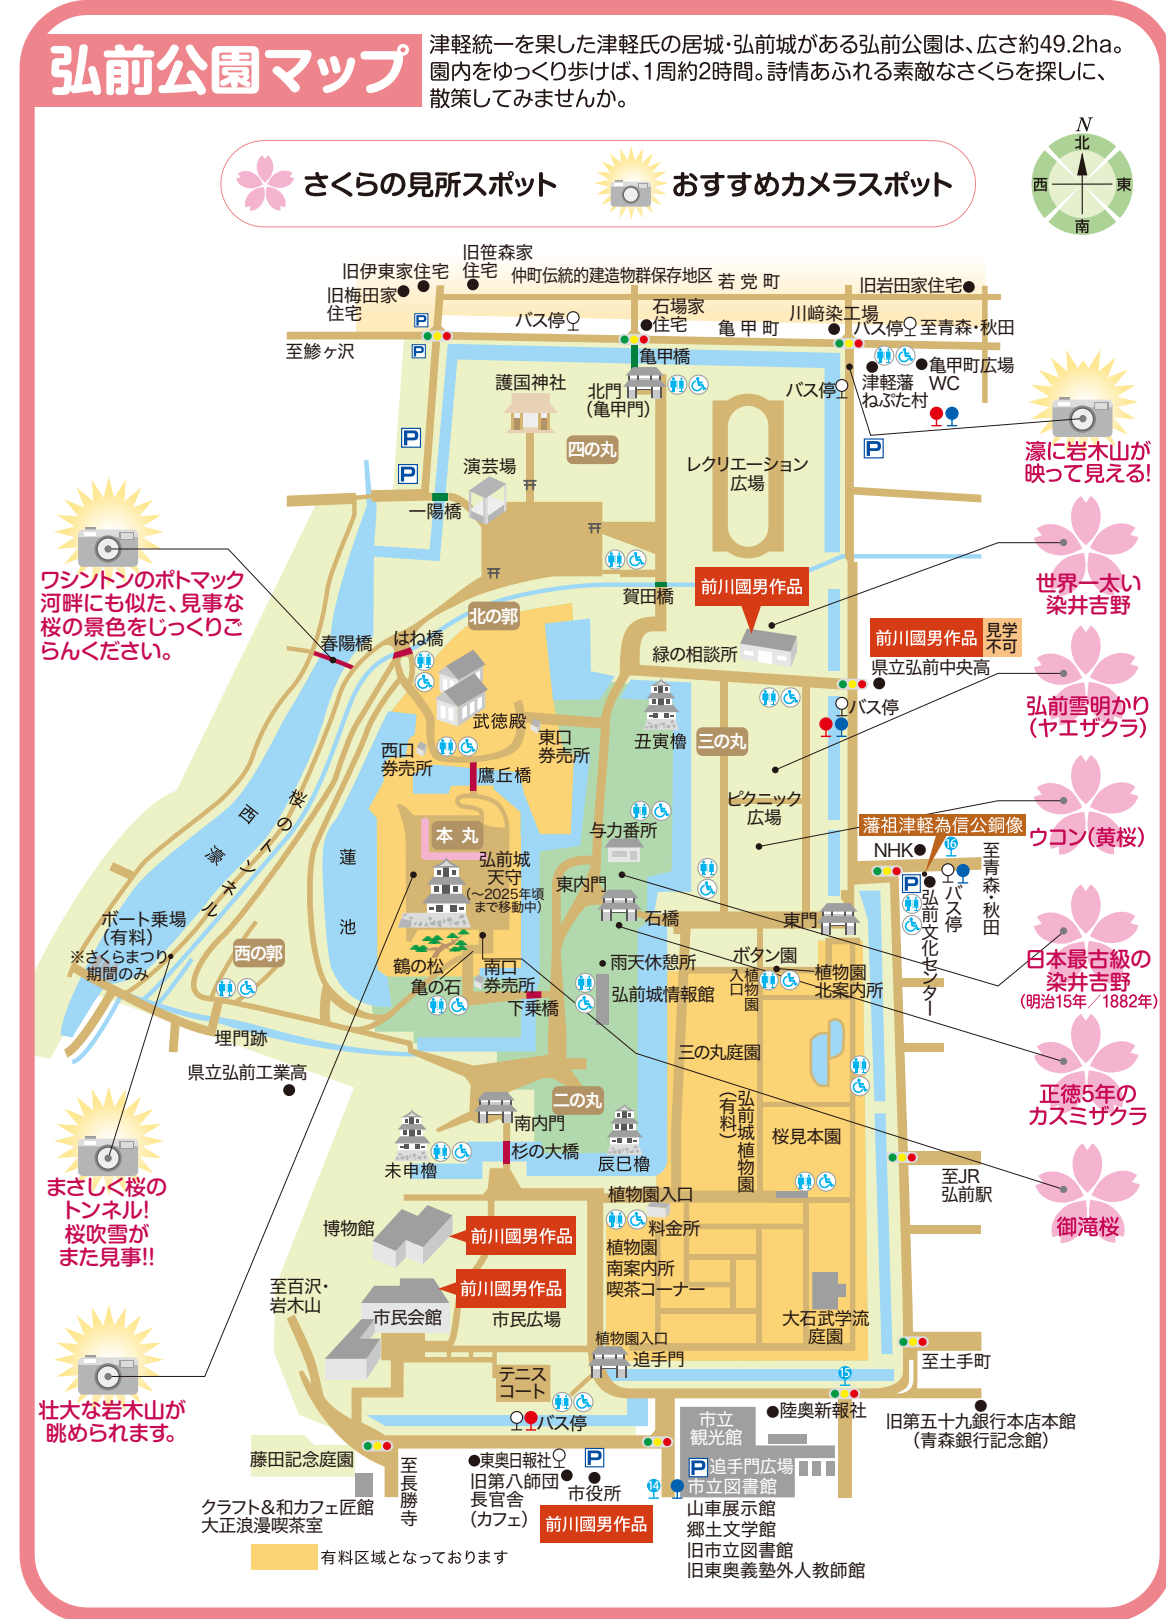 弘前公園マップ
津軽統一を果した津軽氏の居城・弘前城がある弘前公園は、広さ約49.2ha。
園内をゆっくり歩けば、1周約2時間。詩情あふれる素敵なさくらを探しに、
散策してみませんか。
さくらの見所スポット
おすすめカメラスポット
N
北
西
東
南
旧笹森家
住宅
旧伊東家住宅
旧梅田家
住宅
仲町伝統的建造物群保存地区
若党町
旧岩田家住宅
バス停
石場家
住宅
亀甲町
川﨑染工場
バス停
至青森・秋田
至鰺ヶ沢
P
P
亀甲橋
亀甲町広場
WC
津軽藩
ねぷた村
護国神社
北門
(亀甲門)
バス停
P
P
P
四の丸
レクリエーション
広場
演芸場
一陽橋
濠に岩木山が
映って見える!
ワシントンのポトマック
河畔にも似た、見事な
桜の景色をじっくりご
らんください。
世界一太い
染井吉野
賀田橋
前川國男作品
北の郭
春陽橋
はね橋
緑の相談所
前川國男作品
見学
不可
県立弘前中央高
バス停
弘前雪明かり
(ヤエザクラ)
武徳殿
東口
券売所
西口
券売所
丑寅櫓
三の丸
鷹丘橋
ピクニック
広場
桜のトンネル
西濠
蓮池
本丸
与力番所
ウコン(黄桜)
藩祖津軽為信公銅像
NHK
16
至青森・秋田
弘前城
天守
(〜2025年頃
まで移動中)
東内門
石橋
東門
P
バス停
弘前文化センター
ボート乗場
(有料)
※さくらまつり
期間のみ
西の郭
鶴の松
亀の石
南口
券売所
下乗橋
雨天休憩所
弘前城情報館
ボタン園
植物園
入口
植物園
北案内所
日本最古級の
染井吉野
(明治15年/1882年)
埋門跡
県立弘前工業高
三の丸庭園
二の丸
弘前城植物園
(有料)
桜見本園
正徳5年の
カスミザクラ
南内門
杉の大橋
未申櫓
辰巳櫓
至JR
弘前駅
まさしく桜の
トンネル!
桜吹雪が
また見事!!
植物園入口
料金所
植物園
南案内所
喫茶コーナー
御滝桜
博物館
前川國男作品
前川國男作品
至百沢・
岩木山
市民会館
市民広場
大石武学流
庭園
植物園入口
追手門
至土手町
テニス
コート
15
壮大な岩木山が
眺められます。
バス停
陸奥新報社
旧第五十九銀行本店本館
(青森銀行記念館)
市立
観光館
藤田記念庭園
至長勝寺
東奥日報社
P
P
追手門広場
旧第八師団
長官舎
(カフェ)
市役所
14
市立図書館
クラフト&和カフェ匠館
大正浪漫喫茶室
前川國男作品
山車展示館
郷土文学館
旧市立図書館
旧東奥義塾外人教師館
有料区域となっております